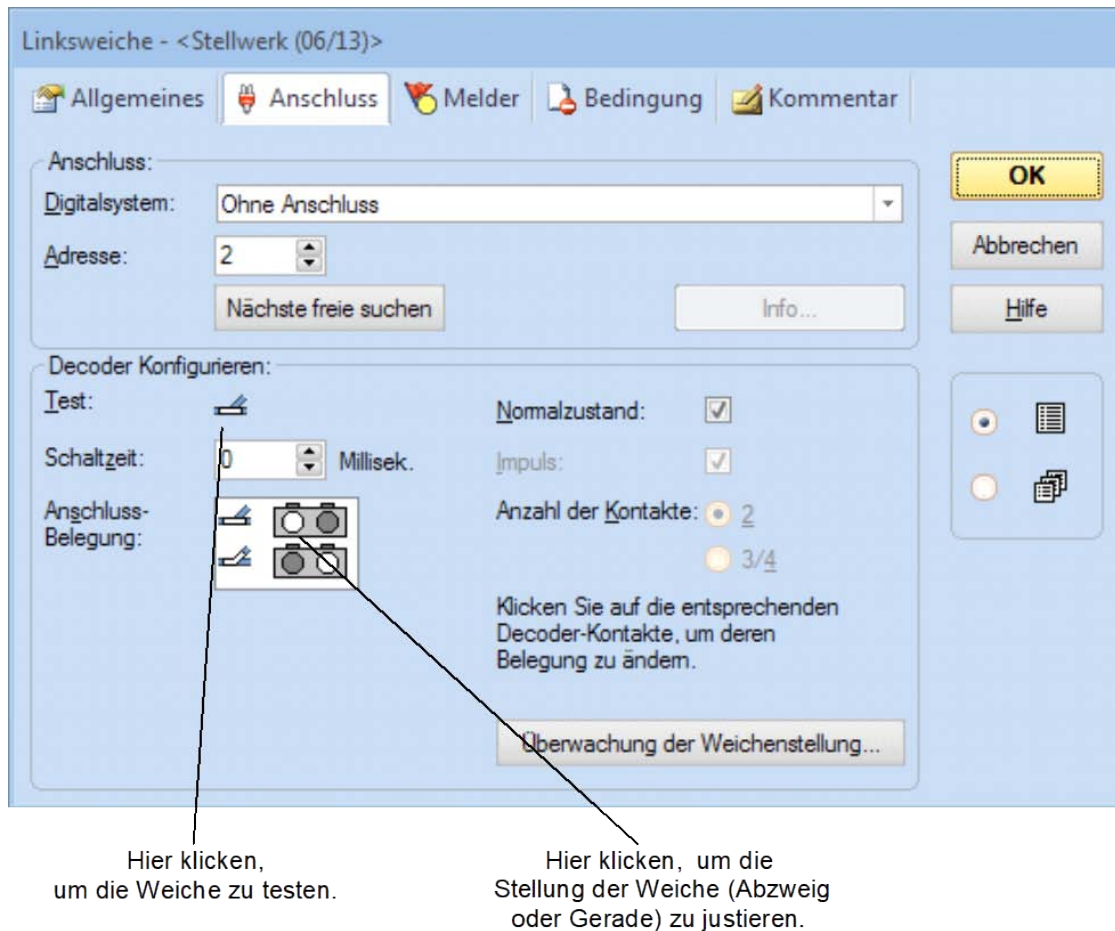 Linksweiche - <Stellwerk (06/13)>
Allgemeines Anschluss Melder Bedingung Kommentar
Anschluss:
Digitalsystem: Ohne Anschluss
Adresse: 2
Nächste freie suchen Info...
OK
Abbrechen
Hilfe
Decoder Konfigurieren:
Test:
Normalzustand:
Schaltzeit: 0 Millisek.
Impuls:
Anschluss-
Belegung:
Anzahl der Kontakte: 2
3/4
Klicken Sie auf die entsprechenden
Decoder-Kontakte, um deren
Belegung zu ändern.
Überwachung der Weichenstellung...
Hier klicken,
um die Weiche zu testen.
Hier klicken, um die
Stellung der Weiche (Abzweig
oder Gerade) zu justieren.